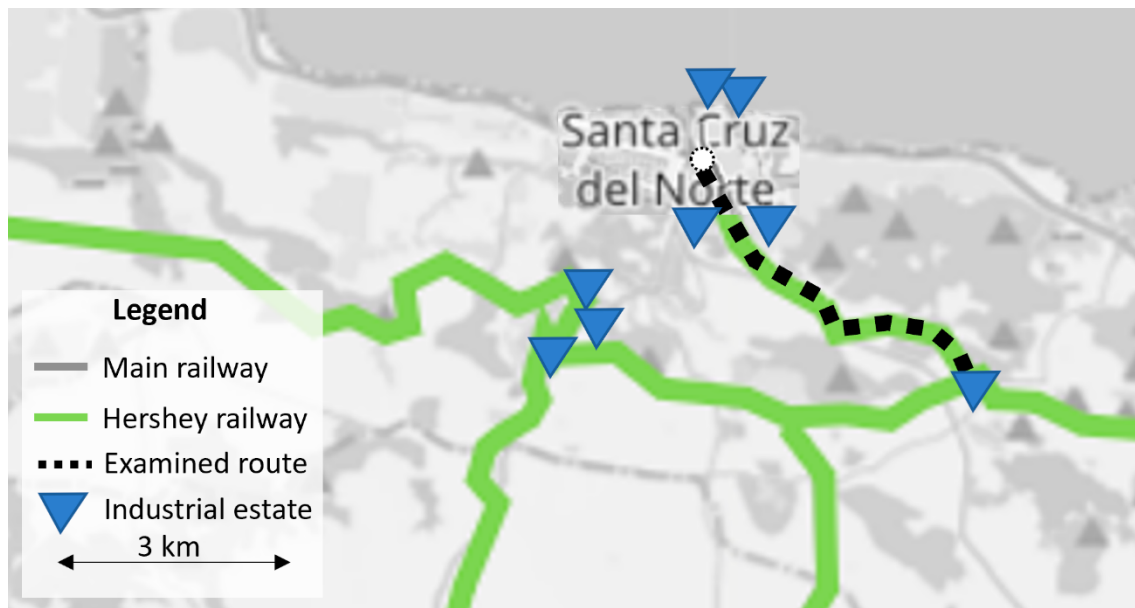 Santa Cruz
del Norte
Legend
Main railway
Hershey railway
Examined route
Industrial estate
3 km